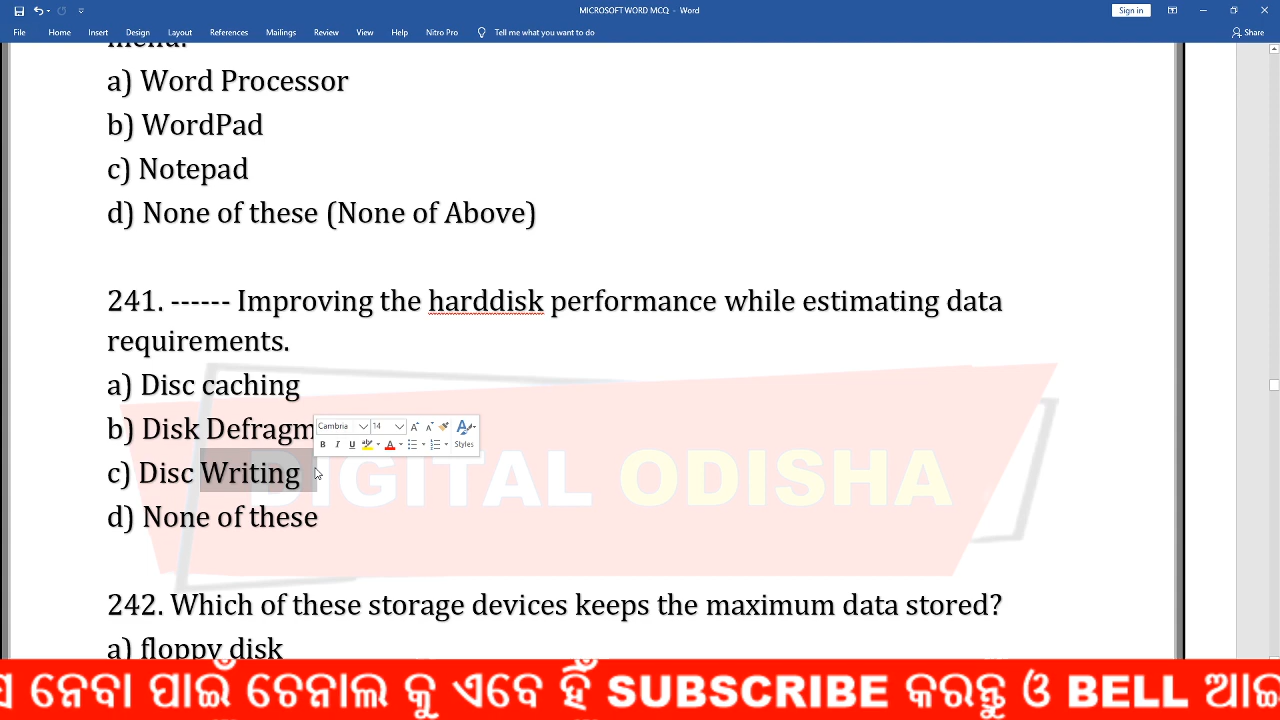 MICROSOFT WORD MCQ - Word
Sign in
File Home Insert Design Layout References Mailings Review View Help Nitro Pro Tell me what you want to do Share
menu.
a) Word Processor
b) WordPad
c) Notepad
d) None of these (None of Above)
241. ------ Improving the harddisk performance while estimating data
requirements.
a) Disc caching
b) Disk Defragm
Cambria 14
Styles
c) Disc Writing
d) None of these
DIGITAL ODISHA
242. Which of these storage devices keeps the maximum data stored?
a) floppy disk
ନେବା ପାଇଁ ଚେନାଲ କୁ ଏବେ ହିଁ SUBSCRIBE କରନ୍ତୁ ଓ BELL